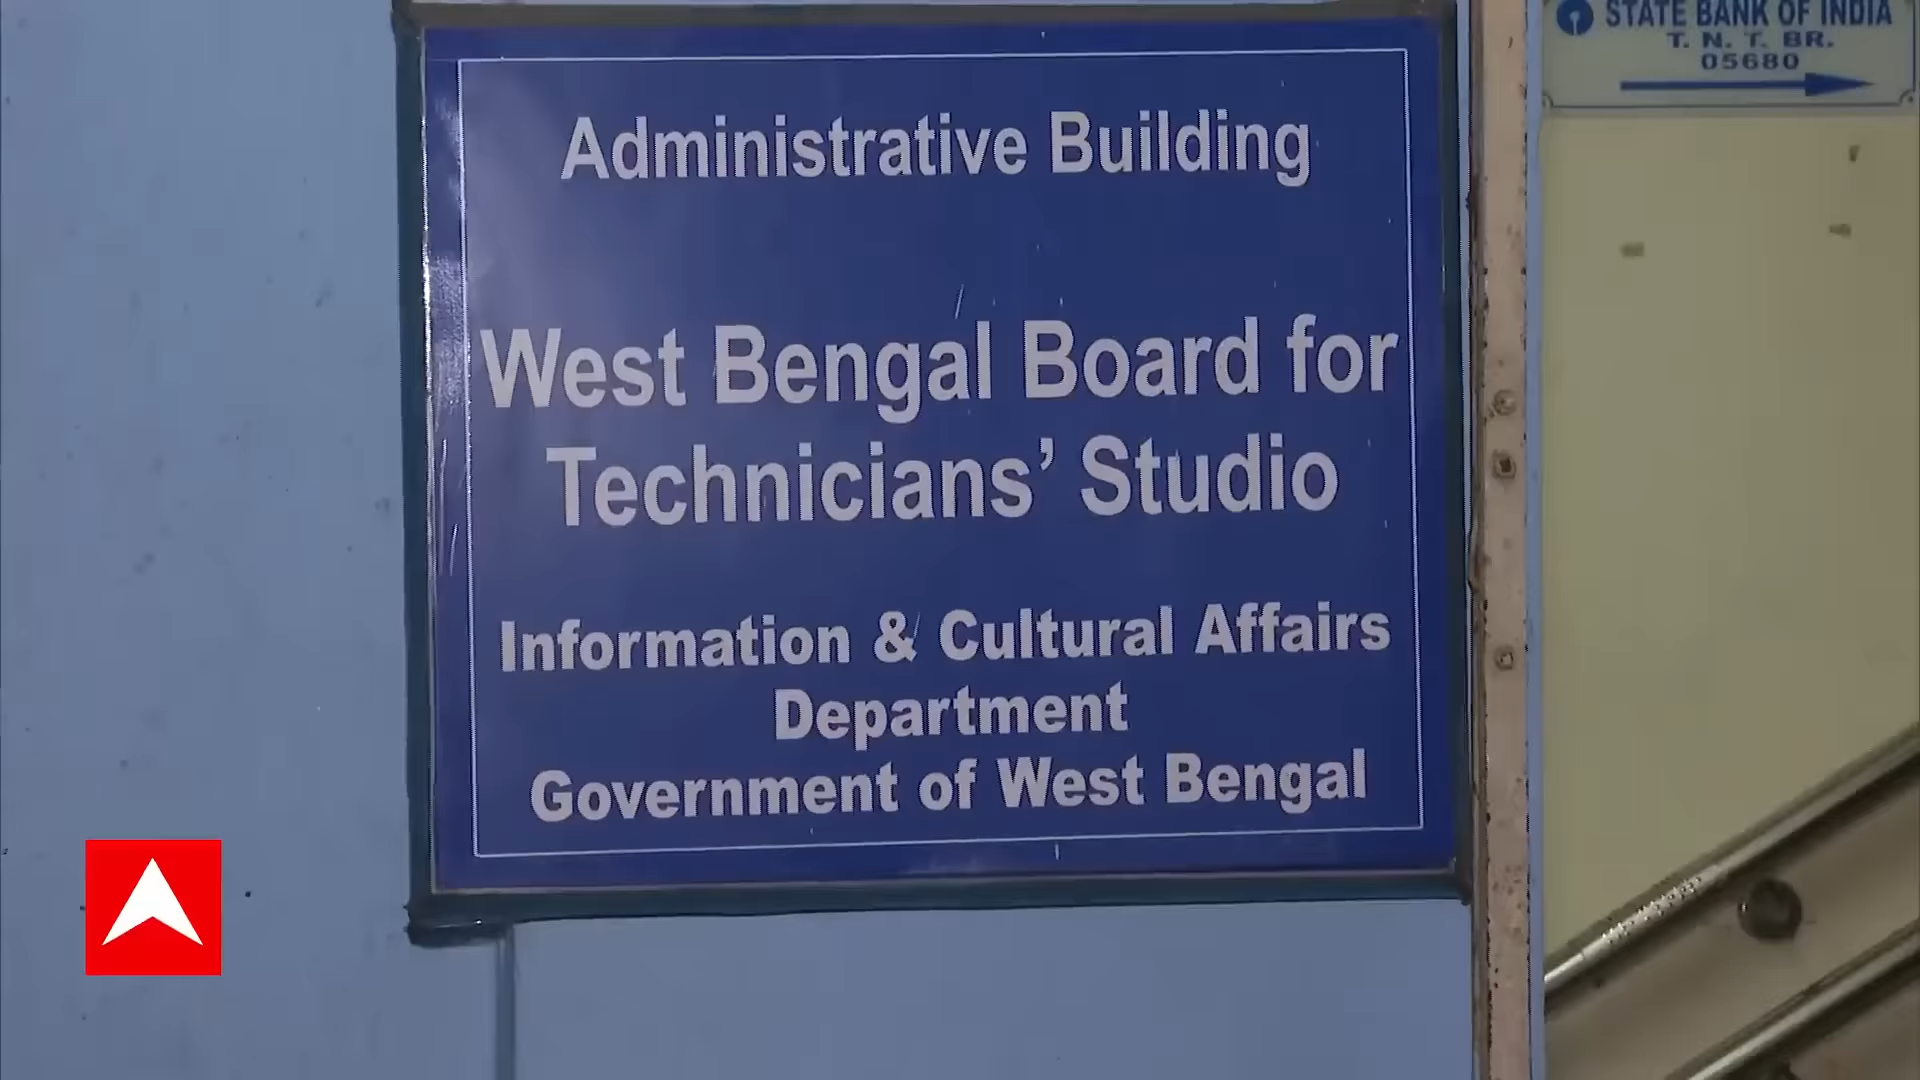 Administrative Building
West Bengal Board for
Technicians’ Studio
Information & Cultural Affairs
Department
Government of West Bengal
STATE BANK OF INDIA
T. N. T. BR.
05680